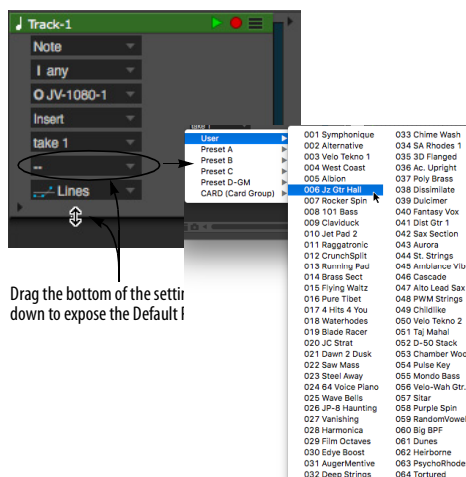 Track-1
Note
I any
O JV-1080-1
Insert
take 1
--
Lines
Drag the bottom of the
down to expose the Default
User
Preset A
Preset B
Preset C
Preset D-GM
CARD (Card Group)
001 Symphonique
002 Alternative
003 Velo Tekno 1
004 West Coast
005 Albion
006 Jz Gtr Hall
007 Rocker Spin
008 101 Bass
009 Claviduck
010 Jet Pad 2
011 Raggatronic
012 CrunchSplit
013 Running Pad
014 Brass Sect
015 Flying Waltz
016 Pure Tibet
017 4 Hits 4 You
018 Waterhodes
019 Blade Racer
020 JC Strat
021 Dawn 2 Dusk
022 Saw Mass
023 Steel Away
024 64 Voice Piano
025 Wave Bells
026 JP-8 Haunting
027 Vanishing
028 Harmonica
029 Film Octaves
030 Edye Boost
031 AugerMentive
032 Deep Strings
033 Chime Wash
034 SA Rhodes 1
035 3D Flanged
036 Ac. Upright
037 Poly Brass
038 Dissimilate
039 Dulcimer
040 Fantasy Vox
041 Dist Gtr 1
042 Sax Section
043 Aurora
044 St. Strings
045 Ambiance Vib
046 Cascade
047 Alto Lead Sax
048 PWM Strings
049 Childlike
050 Velo Tekno 2
051 Taj Mahal
052 D-50 Stack
053 Chamber Woo
054 Pulse Key
055 Mondo Bass
056 Velo-Wah Gtr.
057 Sitar
058 Purple Spin
059 RandomVowel
060 Big BPF
061 Dunes
062 Heirborne
063 PsychoRhode
064 Tortured